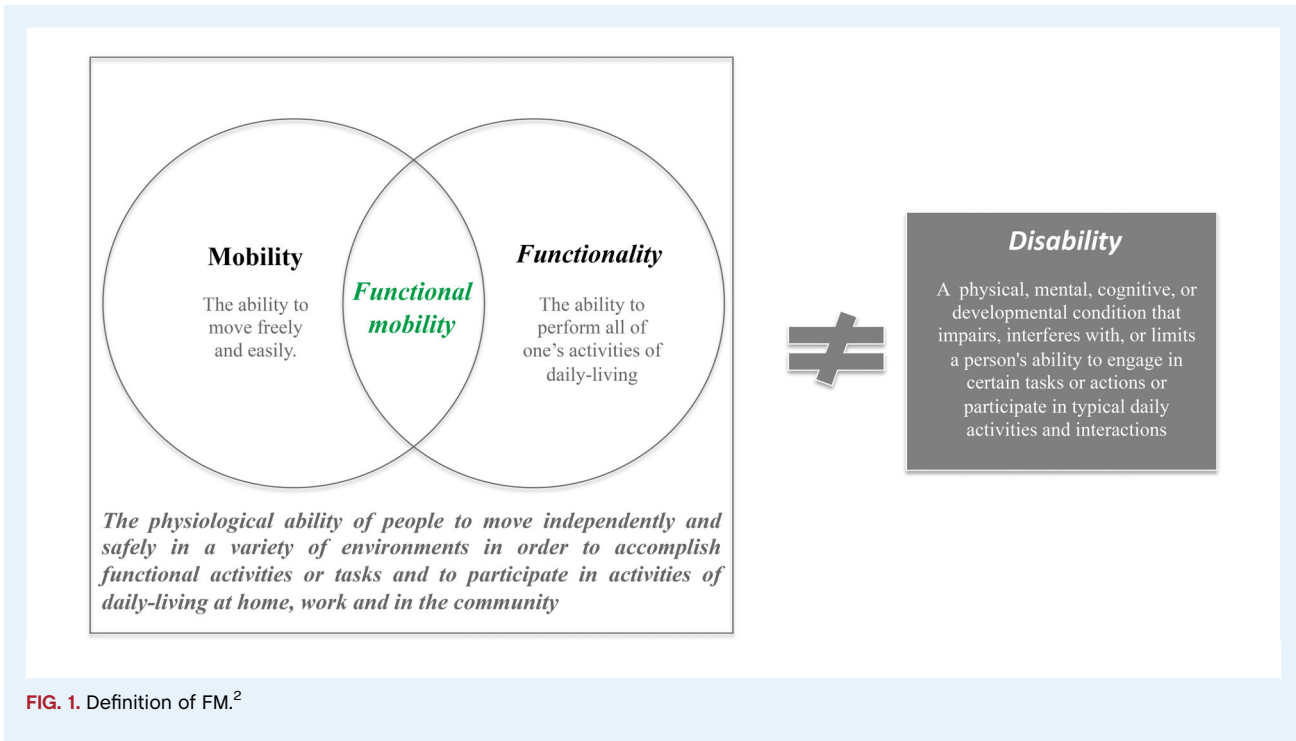 Mobility
The ability to
move freely
and easily.
Functional
mobility
Functionality
The ability to
perform all of
one's activities of
daily-living
The physiological ability of people to move independently and
safely in a variety of environments in order to accomplish
functional activities or tasks and to participate in activities of
daily-living at home, work and in the community
≠
Disability
A physical, mental, cognitive, or
developmental condition that
impairs, interferes with, or limits
a person's ability to engage in
certain tasks or actions or
participate in typical daily
activities and interactions
FIG. 1. Definition of FM.²